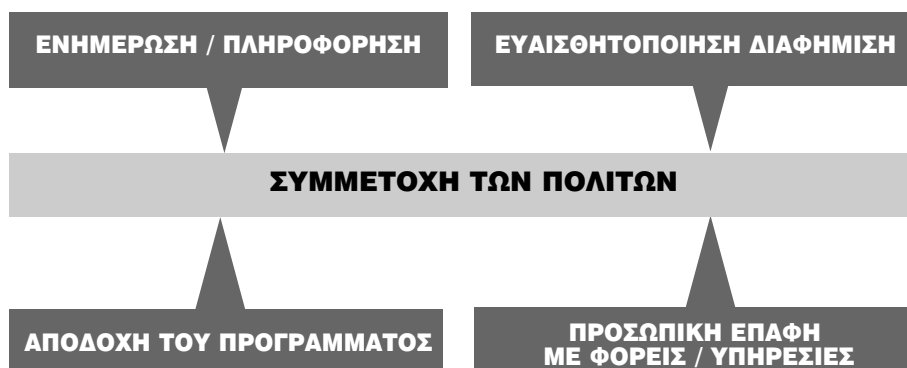 ΕΝΗΜΕΡΩΣΗ / ΠΛΗΡΟΦΟΡΗΣΗ
ΕΥΑΙΣΘΗΤΟΠΟΙΗΣΗ ΔΙΑΦΗΜΙΣΗ
ΣΥΜΜΕΤΟΧΗ ΤΩΝ ΠΟΛΙΤΩΝ
ΑΠΟΔΟΧΗ ΤΟΥ ΠΡΟΓΡΑΜΜΑΤΟΣ
ΠΡΟΣΩΠΙΚΗ ΕΠΑΦΗ
ΜΕ ΦΟΡΕΙΣ / ΥΠΗΡΕΣΙΕΣ